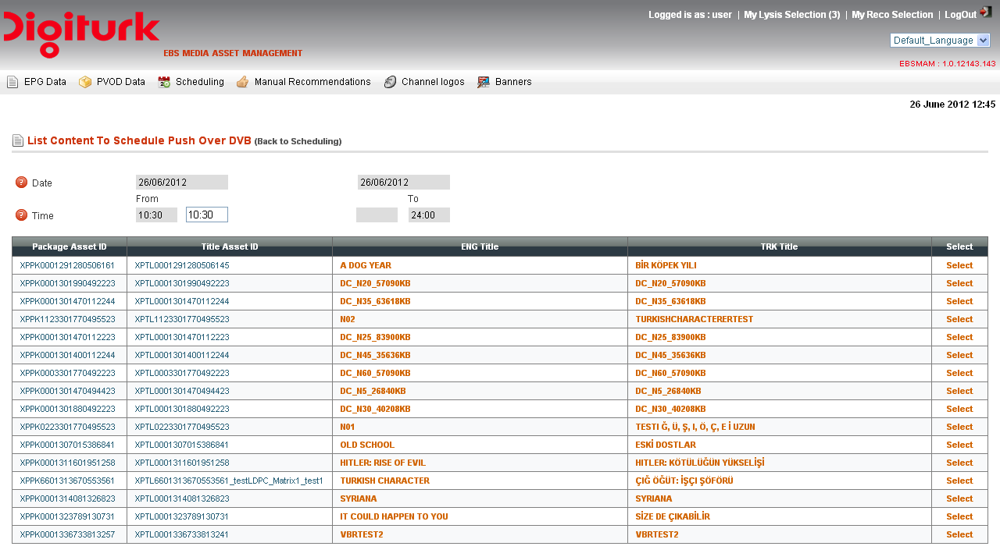 Digiturk
EBS MEDIA ASSET MANAGEMENT
Logged is as : user | My Lysis Selection (3) | My Reco Selection | LogOut
Default_Language
EBSMAM : 1.0.12143.143
EPG Data PVOD Data Scheduling Manual Recommendations Channel logos Banners
26 June 2012 12:45
List Content To Schedule Push Over DVB (Back to Scheduling)
Date 26/06/2012 26/06/2012
From To
Time 10:30 10:30 24:00
Package Asset ID Title Asset ID ENG Title TRK Title Select
XPPK0001291280506161 XPTL0001291280506145 A DOG YEAR BİR KÖPEK YILI Select
XPPK0001301990492223 XPTL0001301990492223 DC_N20_57090KB DC_N20_57090KB Select
XPPK0001301470112244 XPTL0001301470112244 DC_N35_63618KB DC_N35_63618KB Select
XPPK1123301770495523 XPTL1123301770495523 N02 TURKISHCHARACTERERTEST Select
XPPK0001301470112223 XPTL0001301470112223 DC_N25_83900KB DC_N25_83900KB Select
XPPK0001301400112244 XPTL0001301400112244 DC_N45_35636KB DC_N45_35636KB Select
XPPK0003301770492223 XPTL0003301770492223 DC_N60_57090KB DC_N60_57090KB Select
XPPK0001301470494423 XPTL0001301470494423 DC_N5_26840KB DC_N5_26840KB Select
XPPK0001301880492223 XPTL0001301880492223 DC_N30_40208KB DC_N30_40208KB Select
XPPK0223301770495523 XPTL0223301770495523 N01 TESTI Ğ, Ü, Ş, I, Ö, Ç, E İ UZUN Select
XPPK0001307015386841 XPTL0001307015386841 OLD SCHOOL ESKİ DOSTLAR Select
XPPK0001311601951258 XPTL0001311601951258 HITLER: RISE OF EVIL HITLER: KÖTÜLÜĞÜN YÜKSELİŞİ Select
XPPK6601313670553561 XPTL6601313670553561_testLDPC_Matrix1_test1 TURKISH CHARACTER ÇIĞ ÖĞÜT: İŞÇI ŞÖFÖRÜ Select
XPPK0001314081326823 XPTL0001314081326823 SYRIANA SYRIANA Select
XPPK0001323789130731 XPTL0001323789130731 IT COULD HAPPEN TO YOU SİZE DE ÇIKABİLİR Select
XPPK0001336733813257 XPTL0001336733813241 VBRTEST2 VBRTEST2 Select